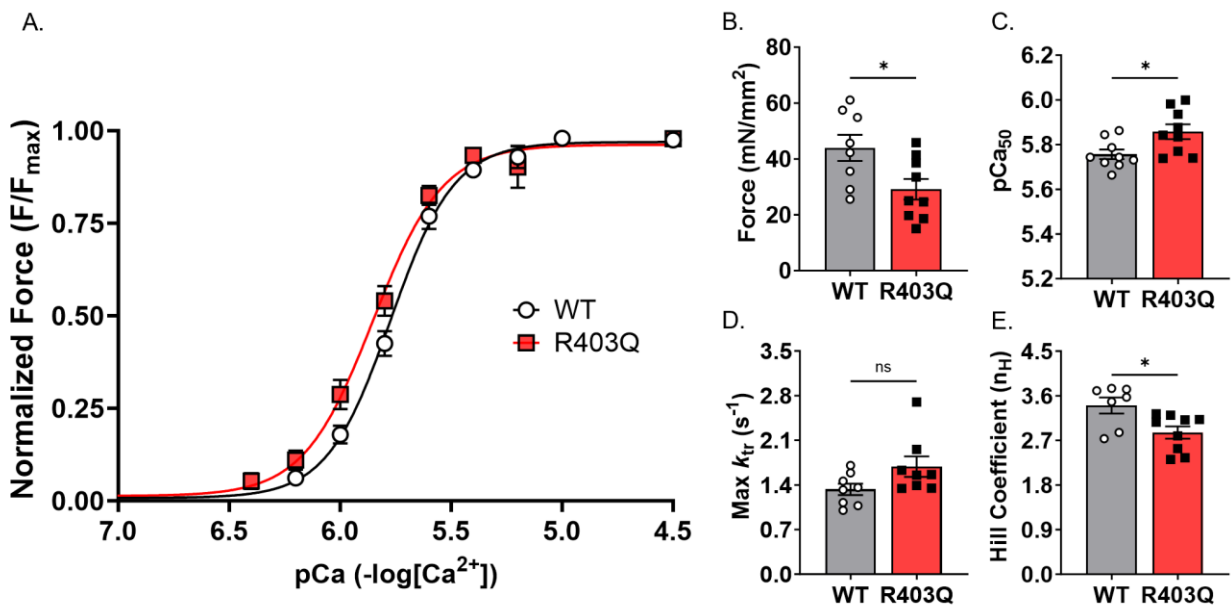 A.
Normalized Force (F/Fmax)
1.00
0.75
0.50
0.25
0.00
7.0 6.5 6.0 5.5 5.0 4.5
pCa (-log[Ca2+])
WT
R403Q
B.
Force (mN/mm2)
80
60
40
20
0
*
WT R403Q
C.
pCa50
6.2
6.0
5.8
5.6
5.4
5.2
*
WT R403Q
D.
Max ktr (s-1)
3.5
2.8
2.1
1.4
0.7
0.0
ns
WT R403Q
E.
Hill Coefficient (nH)
4.5
3.6
2.7
1.8
0.9
0.0
*
WT R403Q